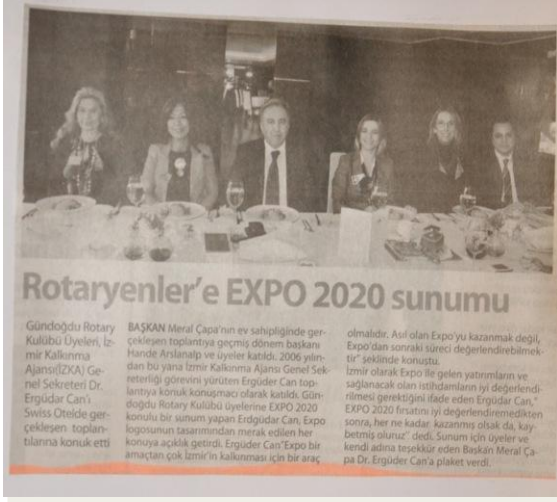 Rotaryenler'e EXPO 2020 sunumu
Gündoğdu Rotary
Kulübü Üyeleri, İz-
mir Kalkınma
Ajansı(İZKA) Ge-
nel Sekreteri Dr.
Ergüdar Can'ı
Swiss Otelde ger-
çekleşen toplan-
tılarına konuk etti
BAŞKAN Meral Çapa'nın ev sahipliğinde ger-
çekleşen toplantıya geçmiş dönem başkanı
Hande Arslanalp ve üyeler katıldı. 2006 yılın-
dan bu yana İzmir Kalkınma Ajansı Genel Sek-
reterliği görevini yürüten Ergüder Can top-
lantıya konuk konuşmacı olarak katıldı. Gün-
doğdu Rotary Kulübü üyelerine EXPO 2020
konulu bir sunum yapan Erdgüdar Can, Expo
logosunun tasarımından merak edilen her
konuya açıklık getirdi. Ergüder Can"Expo bir
amaçtan çok İzmir'in kalkınması için bir araç
olmalıdır. Asıl olan Expo'yu kazanmak değil,
Expo'dan sonraki süreci değerlendirebilmek-
tir" şeklinde konuştu.
İzmir olarak Expo ile gelen yatırımların ve
sağlanacak olan istihdamların iyi değerlendi-
rilmesi gerektiğini ifade eden Ergüdar Can,"
EXPO 2020 fırsatını iyi değerlendiremedikten
sonra, her ne kadar kazanmış olsak da, kay-
betmiş oluruz" dedi. Sunum için üyeler ve
kendi adına teşekkür eden Başkan Meral Ça-
pa Dr. Ergüder Can'a plaket verdi.